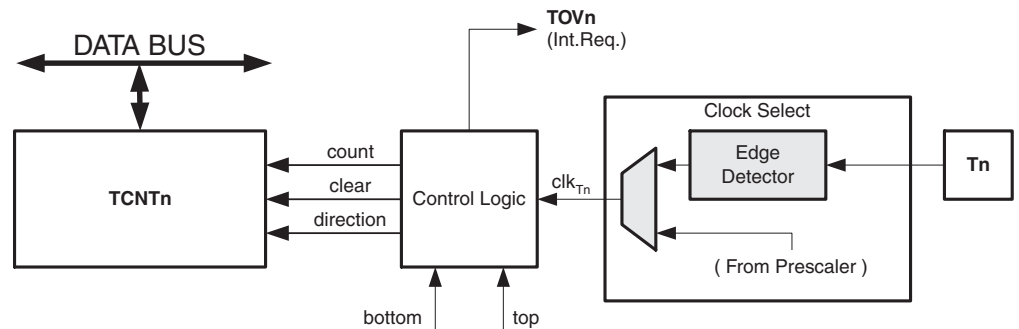 TOVn
(Int.Req.)
DATA BUS
Clock Select
count
Edge
Detector
Tn
TCNTn
clear
Control Logic
clkTn
direction
( From Prescaler )
bottom
top